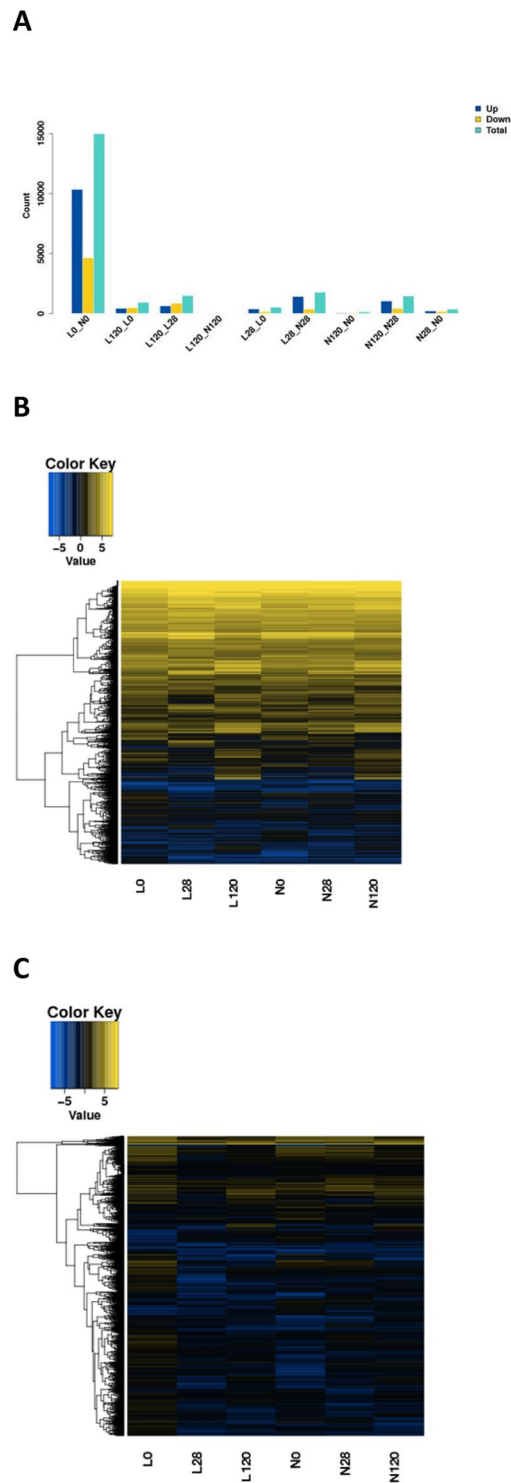 A
Up
Down
Total
Count
0
5000
10000
15000
L0_N0
L120_L0
L120_L28
L120_N120
L28_L0
L28_N28
N120_N0
N120_N28
N28_N0
B
Color Key
−5 0 5
Value
L0 L28 L120 N0 N28 N120
C
Color Key
−5 5
Value
L0 L28 L120 N0 N28 N120